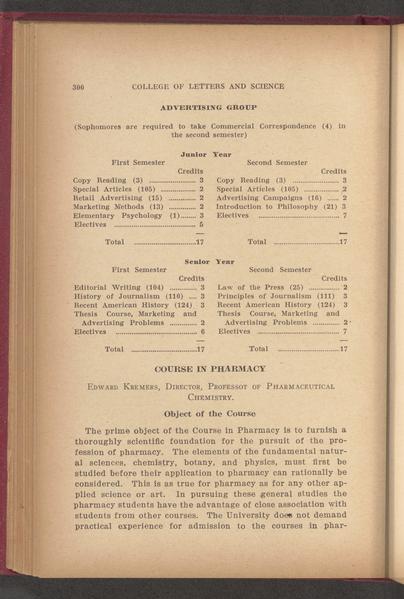 300 COLLEGE OF LETTERS AND SCIENCE
ADVERTISING GROUP
(Sophomores are required to take Commercial Correspondence (4) in
the second semester)
Junior Year
First Semester
Credits
Copy Reading (3) .................. 3
Special Articles (105) .................. 2
Retail Advertising (15) ............ 2
Marketing Methods (13) ............ 2
Elementary Psychology (1)....... 3
Electives .................................. 5
Total .........................17
Second Semester
Credits
Copy Reading (3) ....................... 3
Special Articles (105) .................. 2
Advertising Campaigns (16) ...... 2
Introduction to Philosophy (21) 3
Electives .................................. 7
Total .........................17
Senior Year
First Semester
Credits
Editorial Writing (104) ............ 3
History of Journalism (110) .... 3
Recent American History (124) 3
Thesis Course, Marketing and
Advertising Problems ............ 2
Electives .................................. 6
Total .........................17
Second Semester
Credits
Law of the Press (25) ................ 2
Principles of Journalism (111) 3
Recent American History (124) 3
Thesis Course, Marketing and
Advertising Problems ............ 2
Electives .................................. 7
Total .........................17
COURSE IN PHARMACY
Edward Kremers, Director, Professor of Pharmaceutical
Chemistry.
Object of the Course
The prime object of the Course in Pharmacy is to furnish a
thoroughly scientific foundation for the pursuit of the pro-
fession of pharmacy. The elements of the fundamental natur-
al sciences, chemistry, botany, and physics, must first be
studied before their application to pharmacy can rationally be
considered. This is as true for pharmacy as for any other ap-
plied science or art. In pursuing these general studies the
pharmacy students have the advantage of close association with
students from other courses. The University does not demand
practical experience for admission to the courses in phar-